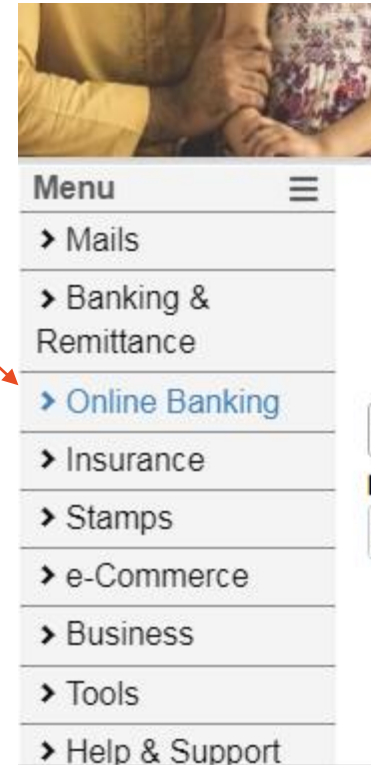 Menu
Mails
Banking &
Remittance
Online Banking
Insurance
Stamps
e-Commerce
Business
Tools
Help & Support